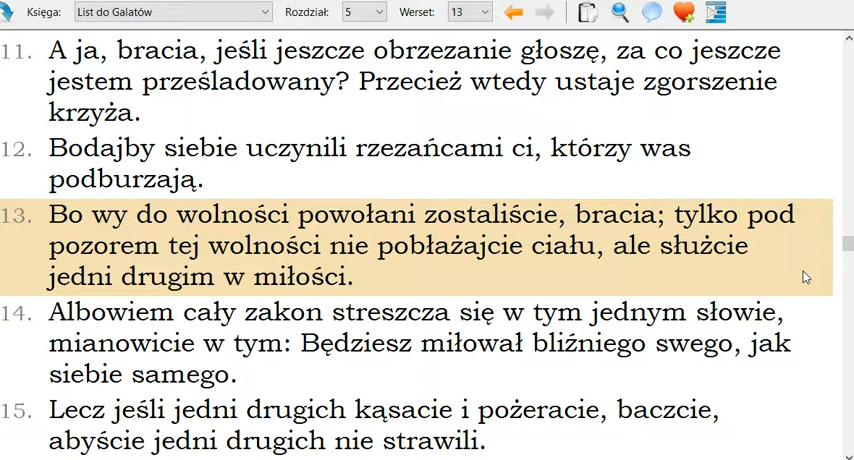 Księga: List do Galatów Rozdział: 5 Werset: 13
11. A ja, bracia, jeśli jeszcze obrzezanie głoszę, za co jeszcze
jestem prześladowany? Przecież wtedy ustaje zgorszenie
krzyża.
12. Bodajby siebie uczynili rzezańcami ci, którzy was
podburzają.
13. Bo wy do wolności powołani zostaliście, bracia; tylko pod
pozorem tej wolności nie pobłażajcie ciału, ale służcie
jedni drugim w miłości.
14. Albowiem cały zakon streszcza się w tym jednym słowie,
mianowicie w tym: Będziesz miłował bliźniego swego, jak
siebie samego.
15. Lecz jeśli jedni drugich kąsacie i pożeracie, baczcie,
abyście jedni drugich nie strawili.